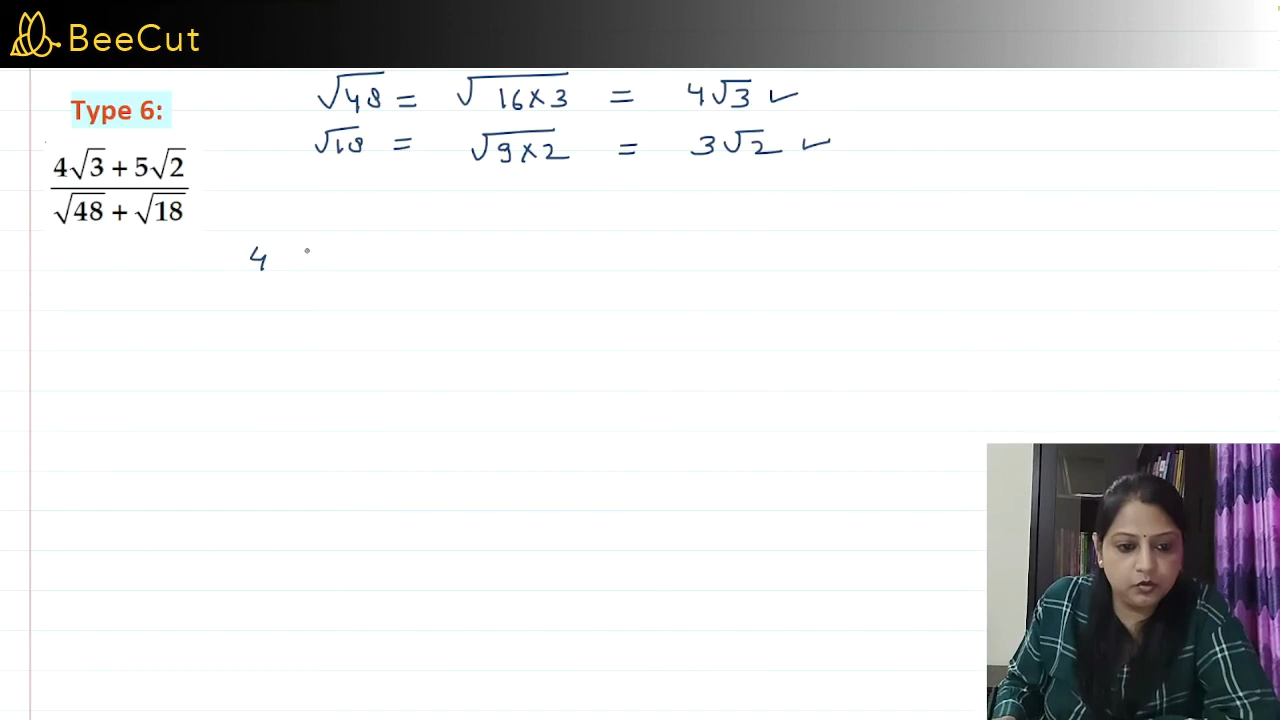 BeeCut
Type 6:
4√3 + 5√2
√48 + √18
√48 = √16×3 = 4√3 ✓
√18 = √9×2 = 3√2 ✓
4